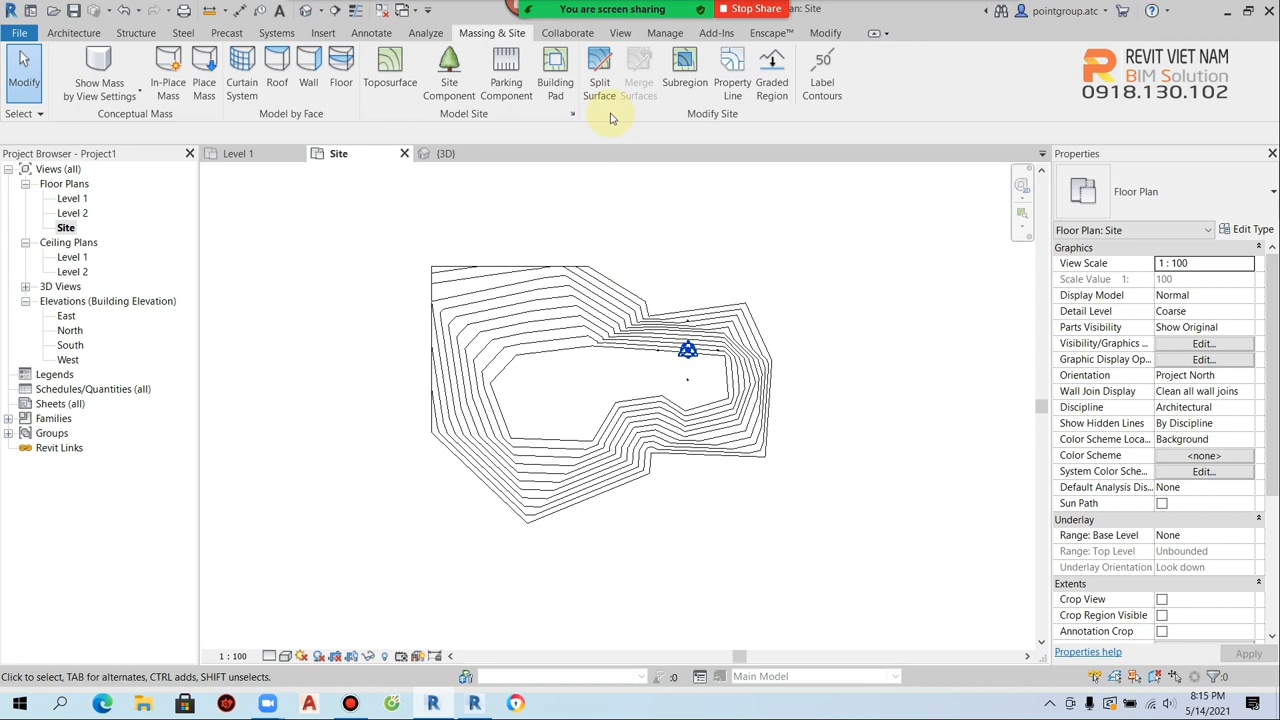 You are screen sharing
Stop Share
: Site
pointgroup.atc
File
Architecture
Structure
Steel
Precast
Systems
Insert
Annotate
Analyze
Massing & Site
Collaborate
View
Manage
Add-Ins
Enscape™
Modify
Modify
Show Mass
by View Settings
In-Place
Mass
Place
Mass
Curtain
System
Roof
Wall
Floor
Toposurface
Site
Component
Parking
Component
Building
Pad
Split
Surface
Merge
Surfaces
Subregion
Property
Line
Graded
Region
Label
Contours
50
REVIT VIET NAM
BIM Solution
0918.130.102
Select
Conceptual Mass
Model by Face
Model Site
Modify Site
Project Browser - Project1
Views (all)
Floor Plans
Level 1
Level 2
Site
Ceiling Plans
Level 1
Level 2
3D Views
Elevations (Building Elevation)
East
North
South
West
Legends
Schedules/Quantities (all)
Sheets (all)
Families
Groups
Revit Links
Level 1
Site
{3D}
2D
Properties
Floor Plan
Floor Plan: Site
Edit Type
Graphics
View Scale 1 : 100
Scale Value 1: 100
Display Model Normal
Detail Level Coarse
Parts Visibility Show Original
Visibility/Graphics ... Edit...
Graphic Display Op... Edit...
Orientation Project North
Wall Join Display Clean all wall joins
Discipline Architectural
Show Hidden Lines By Discipline
Color Scheme Loca... Background
Color Scheme <none>
System Color Sche... Edit...
Default Analysis Dis... None
Sun Path
Underlay
Range: Base Level None
Range: Top Level Unbounded
Underlay Orientation Look down
Extents
Crop View
Crop Region Visible
Annotation Crop
Properties help
Apply
1 : 100
Click to select, TAB for alternates, CTRL adds, SHIFT unselects.
:0
Main Model
:0
8:15 PM
5/14/2021